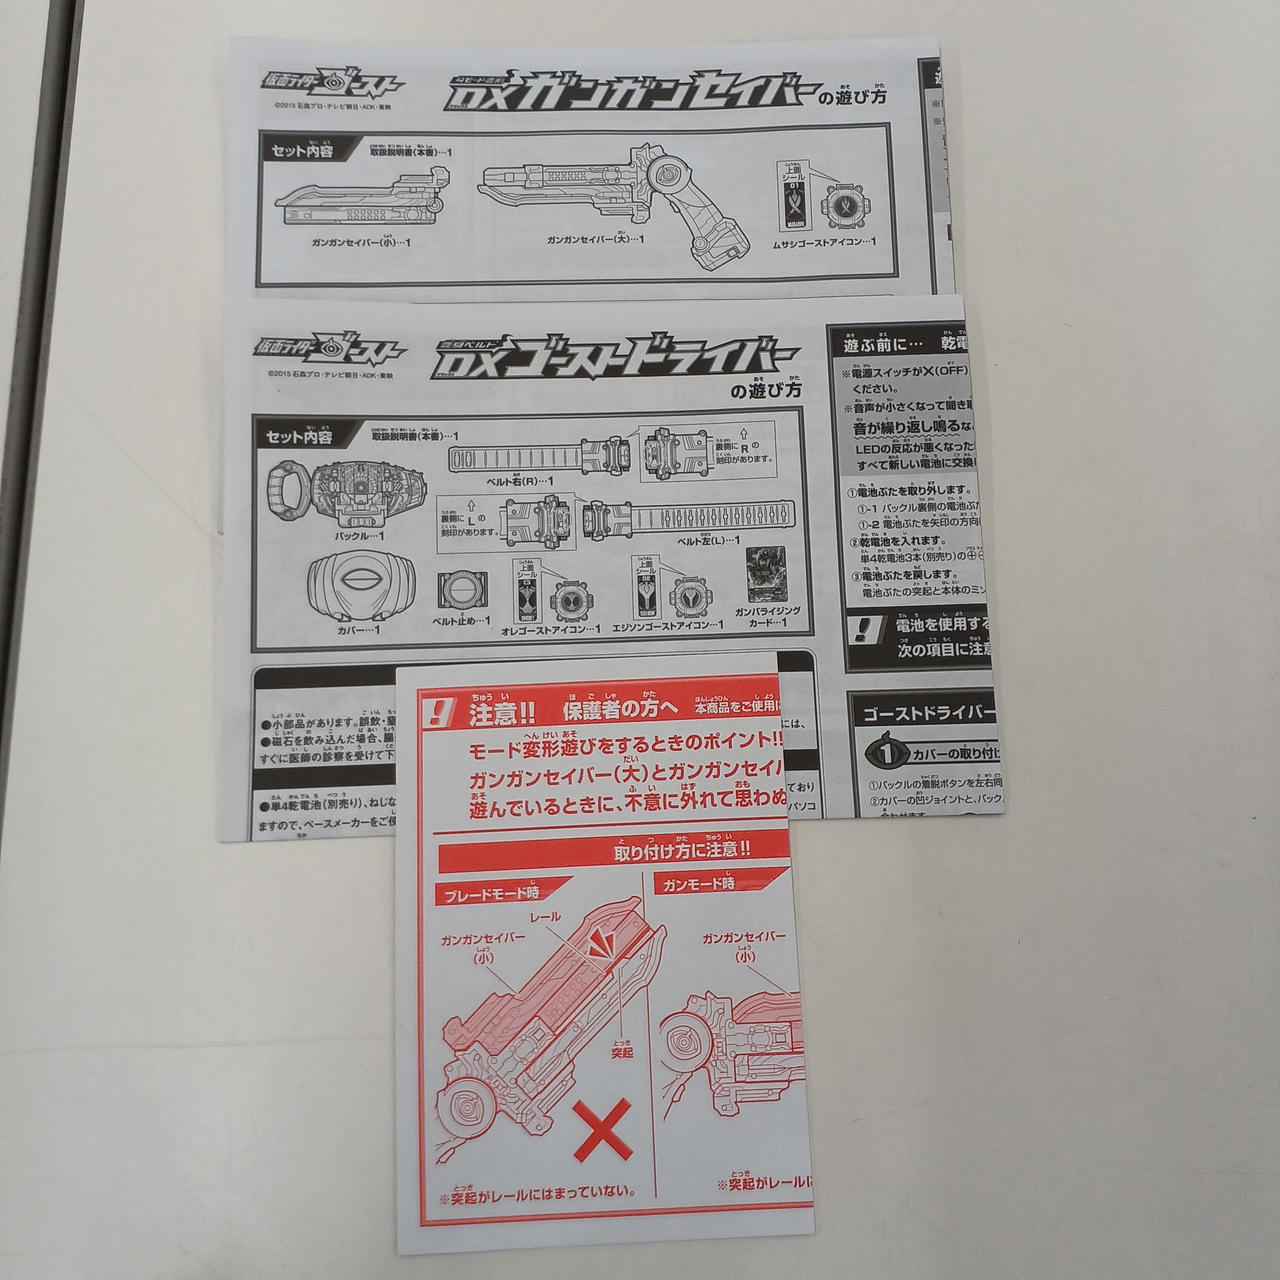 仮面ライダーゴースト
©2015 石森プロ・テレビ朝日・ADK・東映
4モード変形
DXガンガンセイバーの遊び方
セット内容
取扱説明書(本書)…1
ガンガンセイバー(小)…1
ガンガンセイバー(大)…1
上面シール
01
ムサシゴーストアイコン…1
仮面ライダーゴースト
©2015 石森プロ・テレビ朝日・ADK・東映
変身ベルト
DXゴーストドライバー
の遊び方
セット内容
取扱説明書(本書)…1
バックル…1
ベルト右(R)…1
裏側に R の
刻印があります。
裏側に L の
刻印があります。
ベルト左(L)…1
カバー…1
ベルト止め…1
上面シール
オレゴーストアイコン…1
上面シール
エジソンゴーストアイコン…1
ガンバライジング
カード…1
遊ぶ前に… 乾電
※電源スイッチが×(OFF)
ください。
※音声が小さくなって聞き
音が繰り返し鳴るな
LEDの反応が悪くなった
すべて新しい電池に交換
①電池ぶたを取り外します。
①-1 バックル裏側の電池ぶ
①-2 電池ぶたを矢印の方向
②乾電池を入れます。
単4乾電池3本(別売り)の⊕⊖
③電池ぶたを戻します。
電池ぶたの突起と本体のミ
電池を使用する
次の項目に注意
ゴーストドライバー
1 カバーの取り付け
①バックルの着脱ボタンを左右同
②カバーの凹ジョイントと、バック
合わせます。
●小部品があります。誤飲・窒
●磁石を飲み込んだ場合、腸
すぐに医師の診察を受けて下
には、
●単4乾電池(別売り)、ねじな
ますので、ペースメーカーをご使
ており
パソコ
注意!! 保護者の方へ 本商品をご使用
モード変形遊びをするときのポイント!!
ガンガンセイバー(大)とガンガンセイバ
遊んでいるときに、不意に外れて思わぬ
取り付け方に注意!!
ブレードモード時
レール
ガンガンセイバー
(小)
突起
※突起がレールにはまっていない。
ガンモード時
ガンガンセイバー
(小)
※突起がレールに